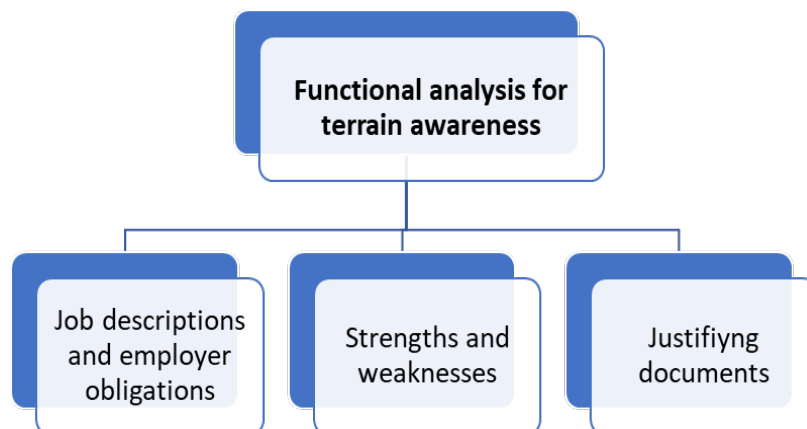 Functional analysis for
terrain awareness
Job descriptions
and employer
obligations
Strengths and
weaknesses
Justifiyng
documents